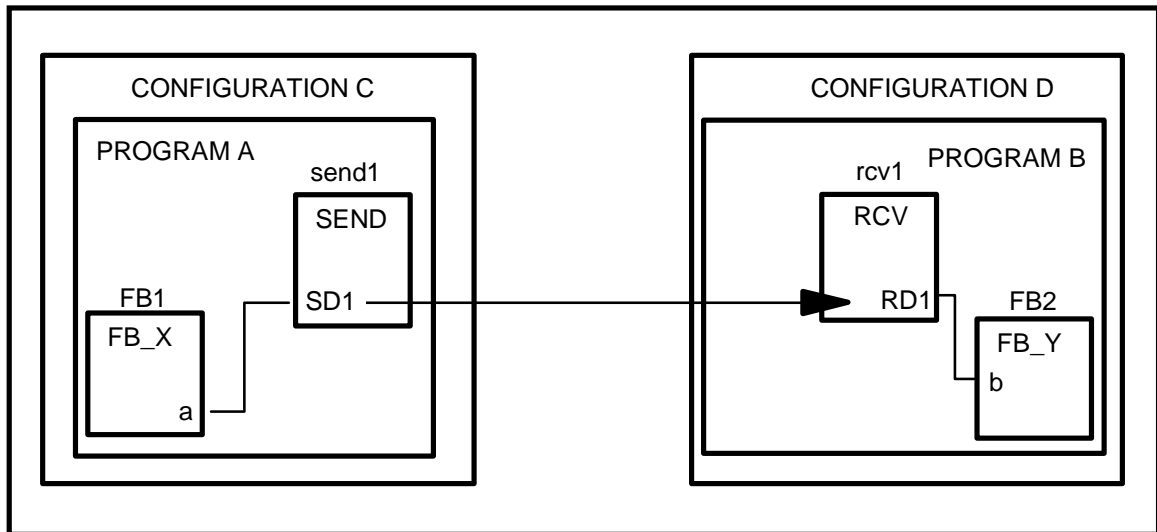 CONFIGURATION C
PROGRAM A
send1
SEND
SD1
FB1
FB_X
a
CONFIGURATION D
PROGRAM B
rcv1
RCV
RD1
FB2
FB_Y
b